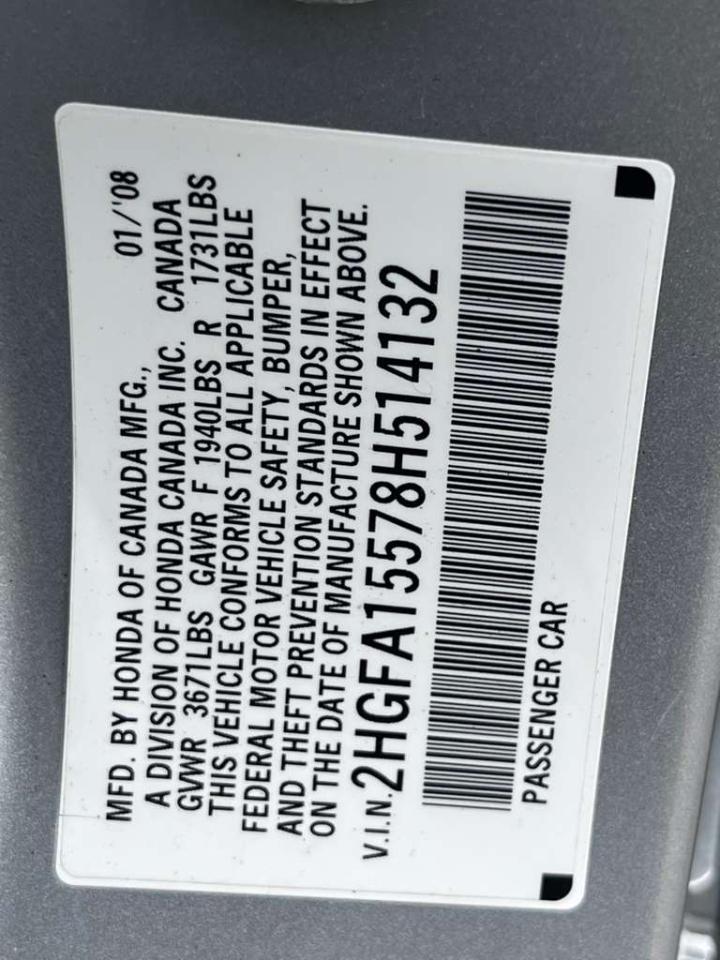 MFD. BY HONDA OF CANADA MFG., 01/'08
A DIVISION OF HONDA CANADA INC. CANADA
GVWR 3671LBS GAWR F 1940LBS R 1731LBS
THIS VEHICLE CONFORMS TO ALL APPLICABLE
FEDERAL MOTOR VEHICLE SAFETY, BUMPER,
AND THEFT PREVENTION STANDARDS IN EFFECT
ON THE DATE OF MANUFACTURE SHOWN ABOVE.
V.I.N. 2HGFA15578H514132
PASSENGER CAR